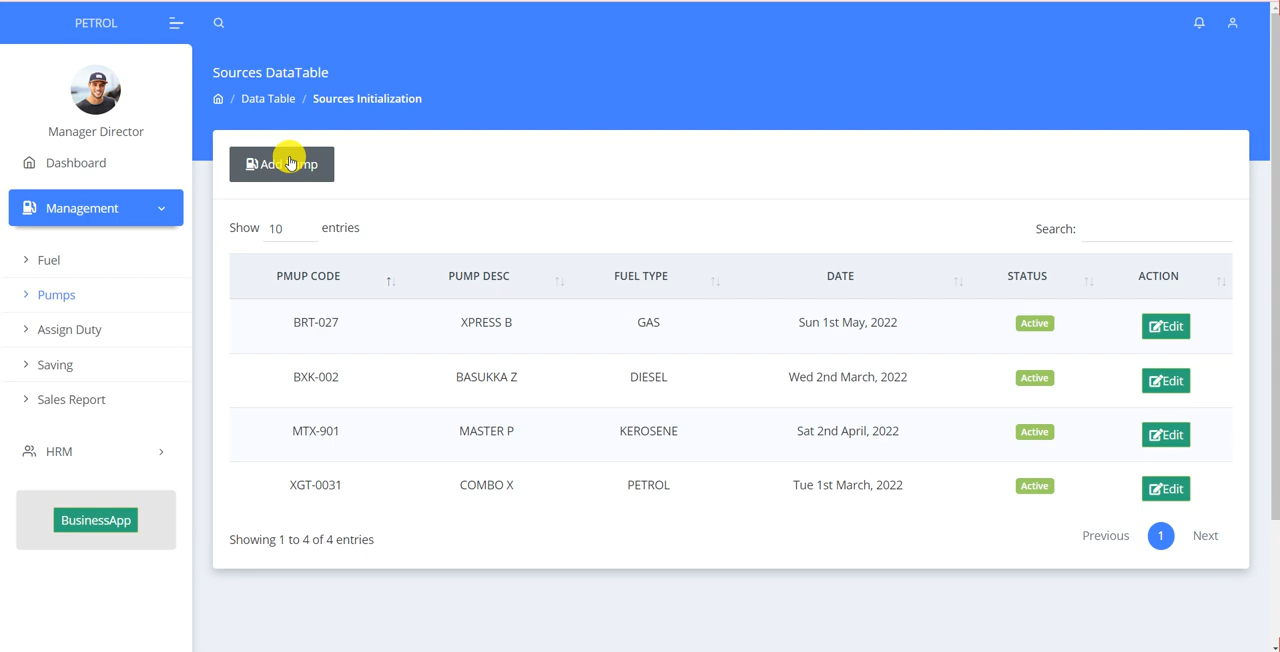 PETROL
Sources DataTable
/ Data Table / Sources Initialization
Manager Director
Dashboard
Management
Fuel
Pumps
Assign Duty
Saving
Sales Report
HRM
BusinessApp
Add
Show 10 entries
Search:
PMUP CODE PUMP DESC FUEL TYPE DATE STATUS ACTION
BRT-027 XPRESS B GAS Sun 1st May, 2022 Active Edit
BXK-002 BASUKKA Z DIESEL Wed 2nd March, 2022 Active Edit
MTX-901 MASTER P KEROSENE Sat 2nd April, 2022 Active Edit
XGT-0031 COMBO X PETROL Tue 1st March, 2022 Active Edit
Showing 1 to 4 of 4 entries
Previous 1 Next